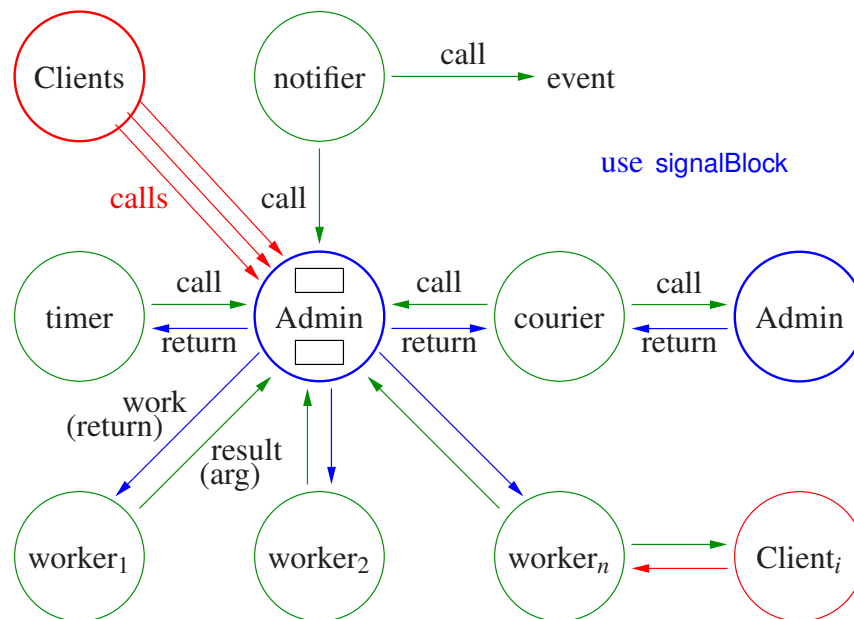 Clients
notifier
call
event
use signalBlock
calls
call
timer
call
return
Admin
call
return
courier
call
return
Admin
work
(return)
result
(arg)
worker₁
worker₂
workerₙ
Clientᵢ